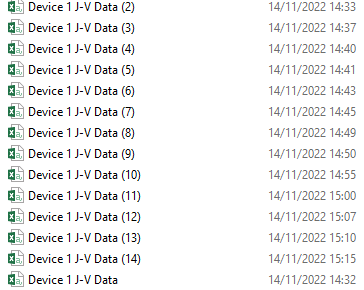 Device 1 J-V Data (2) 14/11/2022 14:33
Device 1 J-V Data (3) 14/11/2022 14:37
Device 1 J-V Data (4) 14/11/2022 14:40
Device 1 J-V Data (5) 14/11/2022 14:41
Device 1 J-V Data (6) 14/11/2022 14:43
Device 1 J-V Data (7) 14/11/2022 14:45
Device 1 J-V Data (8) 14/11/2022 14:49
Device 1 J-V Data (9) 14/11/2022 14:50
Device 1 J-V Data (10) 14/11/2022 14:55
Device 1 J-V Data (11) 14/11/2022 15:00
Device 1 J-V Data (12) 14/11/2022 15:07
Device 1 J-V Data (13) 14/11/2022 15:10
Device 1 J-V Data (14) 14/11/2022 15:15
Device 1 J-V Data 14/11/2022 14:32